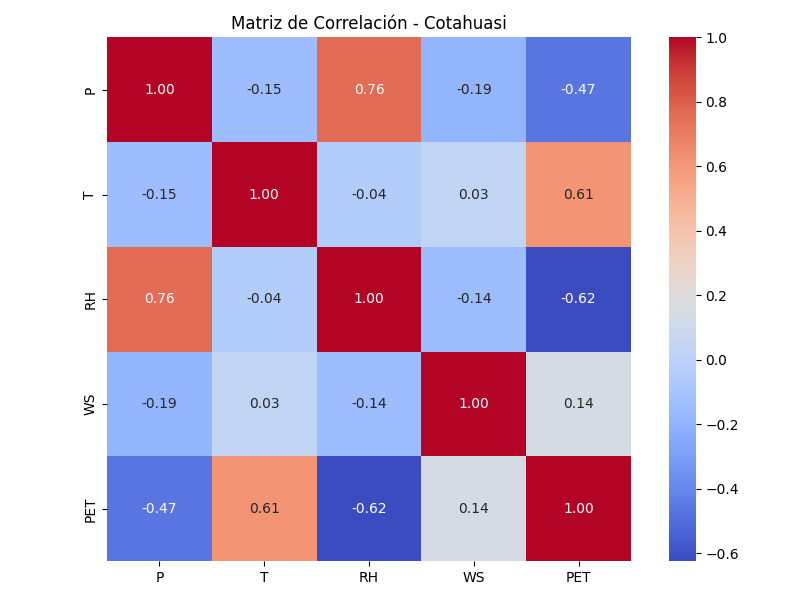 Matriz de Correlación - Cotahuasi
P 1.00 -0.15 0.76 -0.19 -0.47
T -0.15 1.00 -0.04 0.03 0.61
RH 0.76 -0.04 1.00 -0.14 -0.62
WS -0.19 0.03 -0.14 1.00 0.14
PET -0.47 0.61 -0.62 0.14 1.00
P T RH WS PET
1.0
0.8
0.6
0.4
0.2
0.0
−0.2
−0.4
−0.6